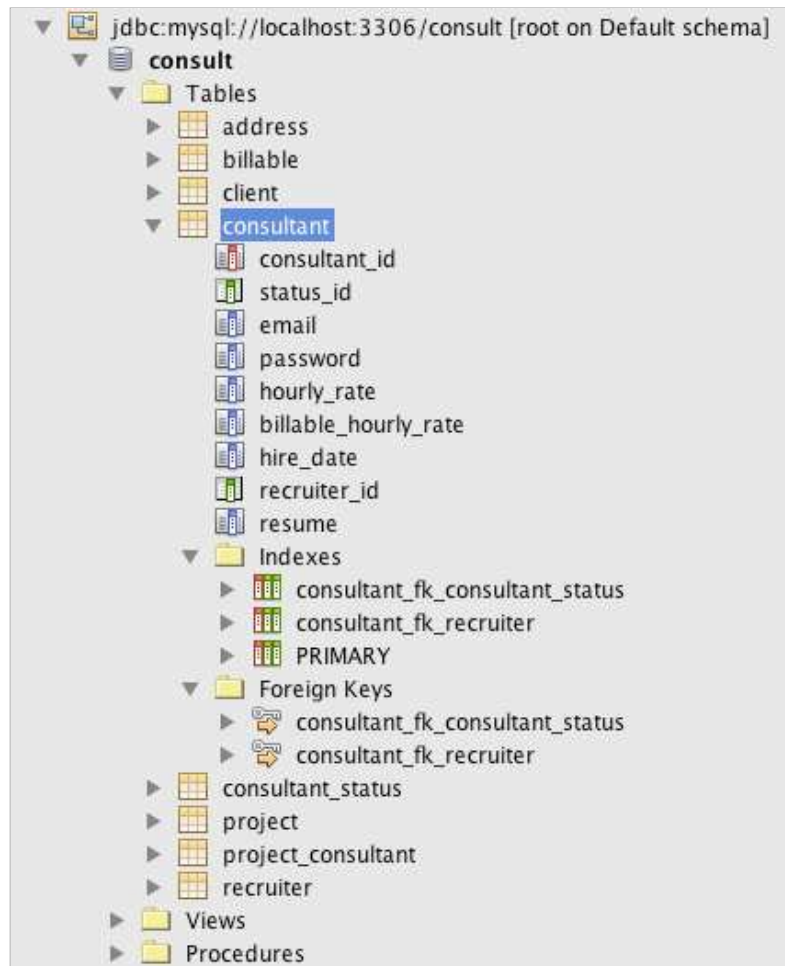 jdbc:mysql://localhost:3306/consult [root on Default schema]
consult
Tables
address
billable
client
consultant
consultant_id
status_id
email
password
hourly_rate
billable_hourly_rate
hire_date
recruiter_id
resume
Indexes
consultant_fk_consultant_status
consultant_fk_recruiter
PRIMARY
Foreign Keys
consultant_fk_consultant_status
consultant_fk_recruiter
consultant_status
project
project_consultant
recruiter
Views
Procedures